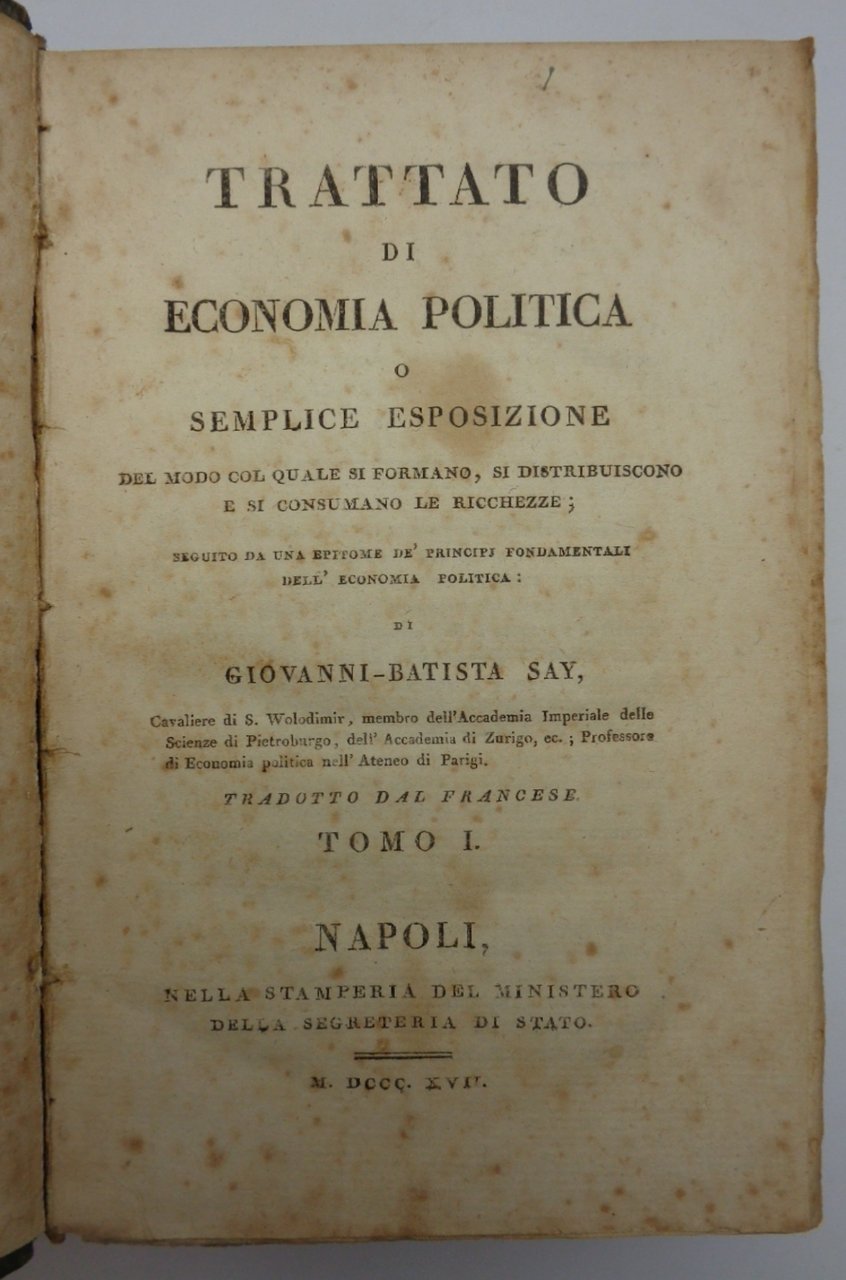 TRATTATO
DI
ECONOMIA POLITICA
O
SEMPLICE ESPOSIZIONE
DEL MODO COL QUALE SI FORMANO, SI DISTRIBUISCONO
E SI CONSUMANO LE RICCHEZZE;
SEGUITO DA UNA EPITOME DE' PRINCIPJ FONDAMENTALI
DELL' ECONOMIA POLITICA:
DI
GIOVANNI-BATISTA SAY,
Cavaliere di S. Wolodimir, membro dell'Accademia Imperiale delle
Scienze di Pietroburgo, dell' Accademia di Zurigo, ec.; Professore
di Economia politica nell' Ateneo di Parigi.
TRADOTTO DAL FRANCESE.
TOMO I.
NAPOLI,
NELLA STAMPERIA DEL MINISTERO
DELLA SEGRETERIA DI STATO.
M. DCCC. XVII.